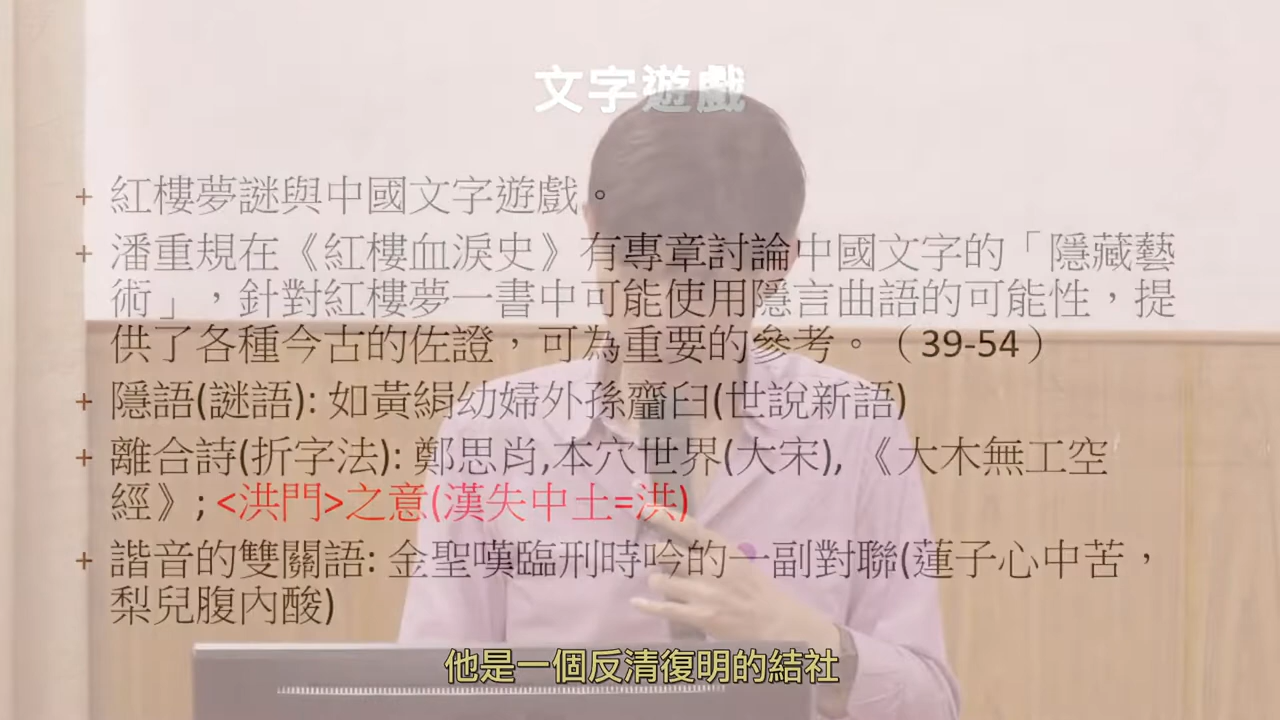 文字遊戲
+ 紅樓夢謎與中國文字遊戲。
+ 潘重規在《紅樓血淚史》有專章討論中國文字的「隱藏藝
術」，針對紅樓夢一書中可能使用隱言曲語的可能性，提
供了各種今古的佐證，可為重要的參考。（39-54）
+ 隱語(謎語): 如黃絹幼婦外孫齏臼(世說新語)
+ 離合詩(折字法): 鄭思肖,本穴世界(大宋), 《大木無工空
經》; <洪門>之意(漢失中土=洪)
+ 諧音的雙關語: 金聖嘆臨刑時吟的一副對聯(蓮子心中苦，
梨兒腹內酸)
他是一個反清復明的結社